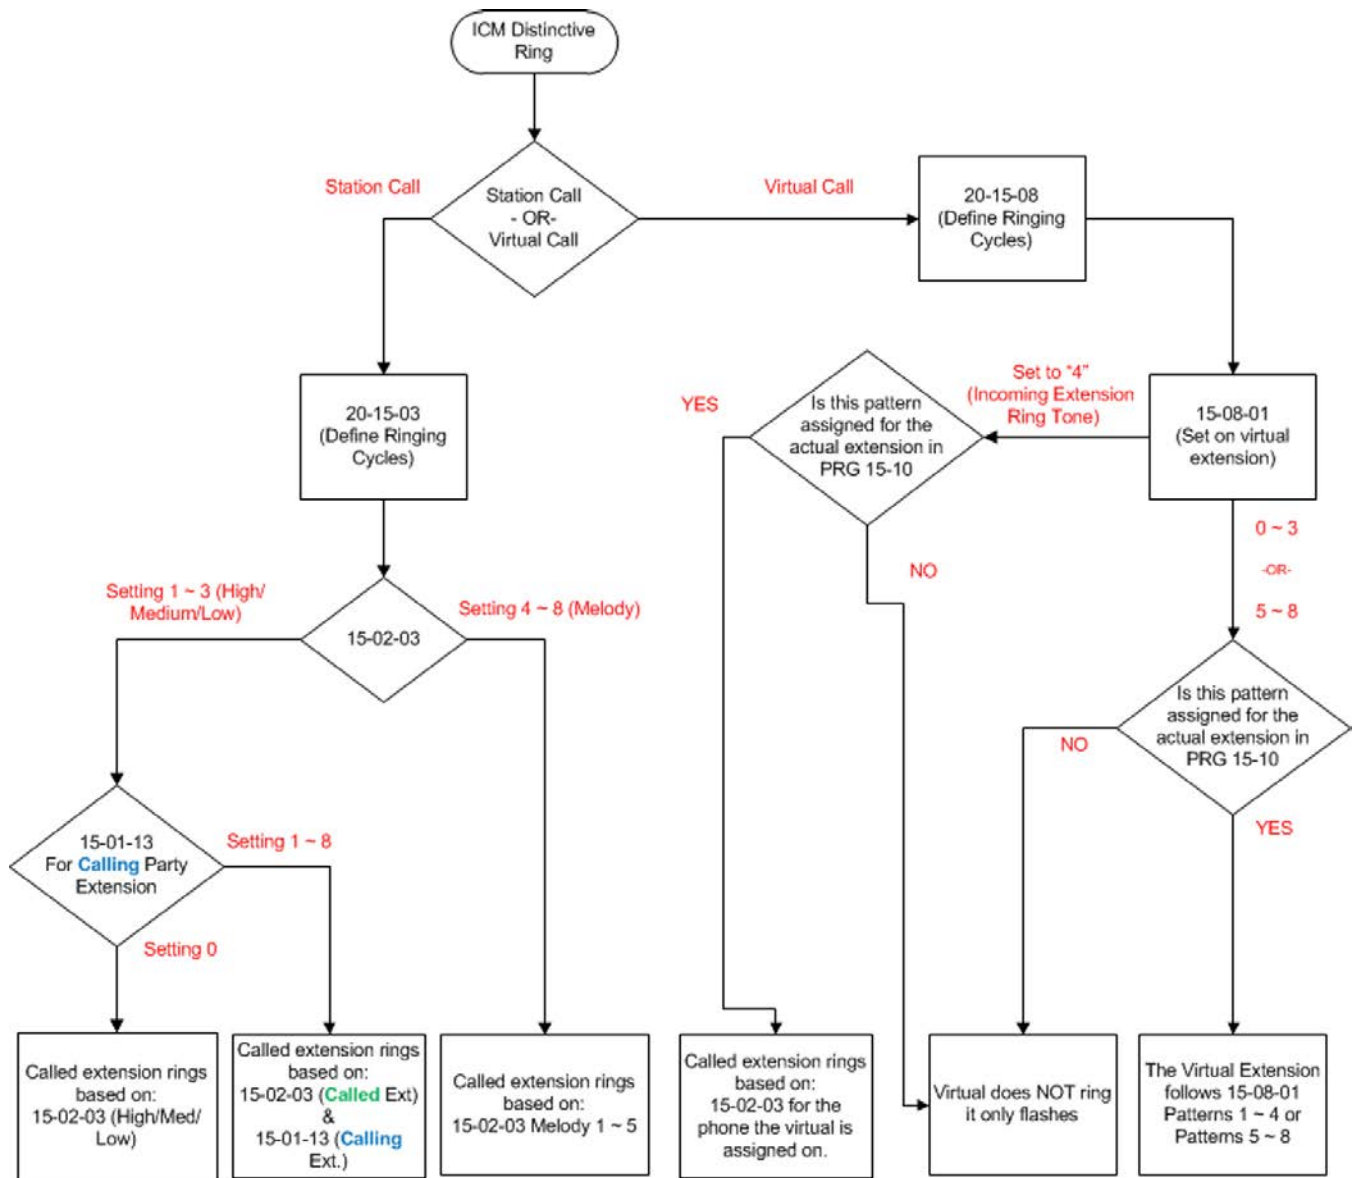 ICM Distinctive
Ring
Station Call
Station Call
- OR-
Virtual Call
Virtual Call
20-15-08
(Define Ringing
Cycles)
20-15-03
(Define Ringing
Cycles)
YES
Is this pattern
assigned for the
actual extension in
PRG 15-10
Set to "4"
(Incoming Extension
Ring Tone)
15-08-01
(Set on virtual
extension)
0 ~ 3
-OR-
5 ~ 8
NO
Setting 1 ~ 3 (High/
Medium/Low)
15-02-03
Setting 4 ~ 8 (Melody)
Is this pattern
assigned for the
actual extension in
PRG 15-10
NO
YES
15-01-13
For Calling Party
Extension
Setting 1 ~ 8
Setting 0
Called extension rings
based on:
15-02-03 (High/Med/
Low)
Called extension rings
based on:
15-02-03 (Called Ext)
&
15-01-13 (Calling
Ext.)
Called extension rings
based on:
15-02-03 Melody 1 ~ 5
Called extension rings
based on:
15-02-03 for the
phone the virtual is
assigned on.
Virtual does NOT ring
it only flashes
The Virtual Extension
follows 15-08-01
Patterns 1 ~ 4 or
Patterns 5 ~ 8